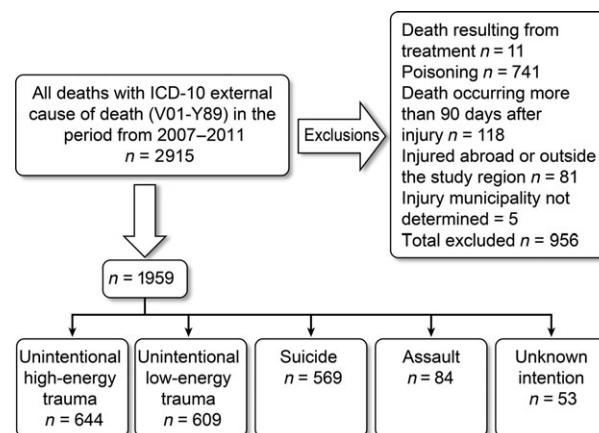 All deaths with ICD-10 external
cause of death (V01-Y89) in the
period from 2007–2011
n = 2915
Exclusions
Death resulting from
treatment n = 11
Poisoning n = 741
Death occurring more
than 90 days after
injury n = 118
Injured abroad or outside
the study region n = 81
Injury municipality not
determined = 5
Total excluded n = 956
n = 1959
Unintentional
high-energy
trauma
n = 644
Unintentional
low-energy
trauma
n = 609
Suicide
n = 569
Assault
n = 84
Unknown
intention
n = 53